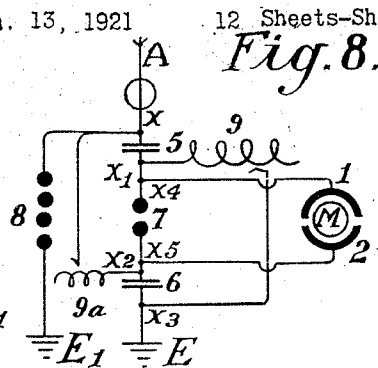 . 13, 1921
12 Sheets-Sh
Fig. 8.
A
x
5
9
x1
x4
1
8
7
M
x5
2
x2
6
9a
x3
E1
E